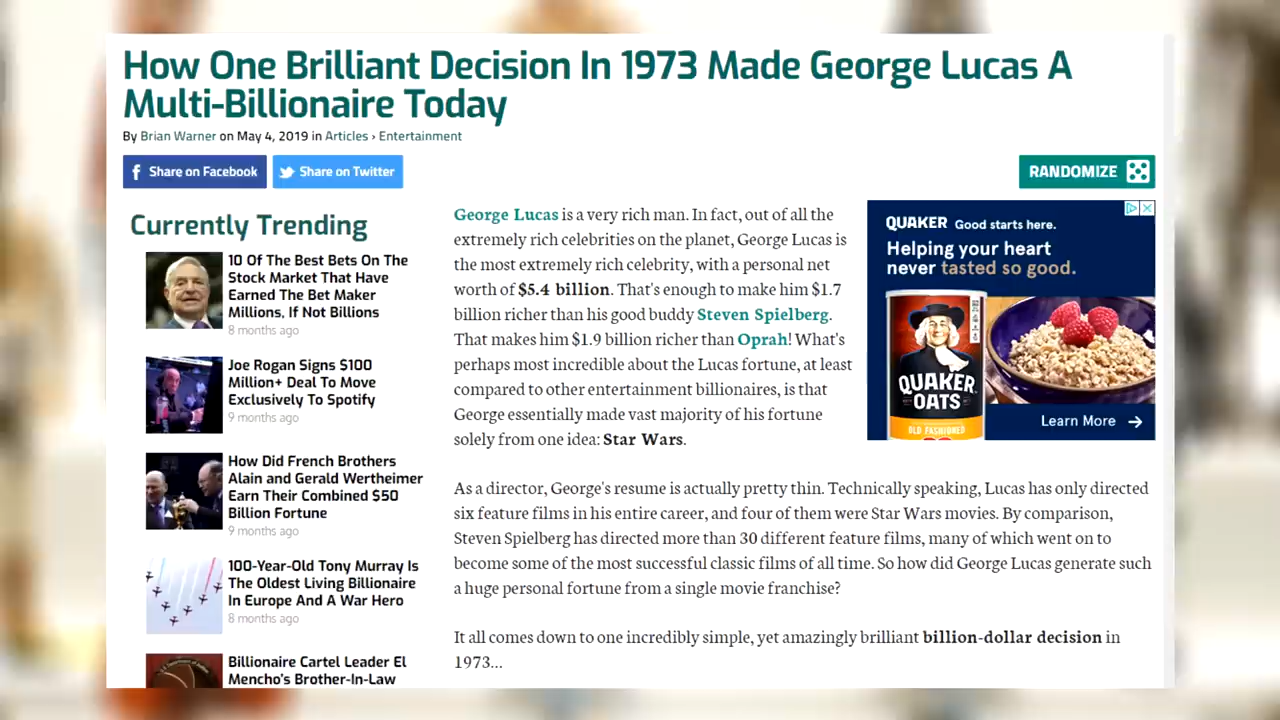 How One Brilliant Decision In 1973 Made George Lucas A
Multi-Billionaire Today
By Brian Warner on May 4, 2019 in Articles › Entertainment
Share on Facebook
Share on Twitter
RANDOMIZE
Currently Trending
10 Of The Best Bets On The
Stock Market That Have
Earned The Bet Maker
Millions, If Not Billions
8 months ago
Joe Rogan Signs $100
Million+ Deal To Move
Exclusively To Spotify
9 months ago
How Did French Brothers
Alain and Gerald Wertheimer
Earn Their Combined $50
Billion Fortune
9 months ago
100-Year-Old Tony Murray Is
The Oldest Living Billionaire
In Europe And A War Hero
8 months ago
Billionaire Cartel Leader El
Mencho's Brother-In-Law
George Lucas is a very rich man. In fact, out of all the
extremely rich celebrities on the planet, George Lucas is
the most extremely rich celebrity, with a personal net
worth of $5.4 billion. That's enough to make him $1.7
billion richer than his good buddy Steven Spielberg.
That makes him $1.9 billion richer than Oprah! What's
perhaps most incredible about the Lucas fortune, at least
compared to other entertainment billionaires, is that
George essentially made vast majority of his fortune
solely from one idea: Star Wars.
As a director, George's resume is actually pretty thin. Technically speaking, Lucas has only directed
six feature films in his entire career, and four of them were Star Wars movies. By comparison,
Steven Spielberg has directed more than 30 different feature films, many of which went on to
become some of the most successful classic films of all time. So how did George Lucas generate such
a huge personal fortune from a single movie franchise?
It all comes down to one incredibly simple, yet amazingly brilliant billion-dollar decision in
1973...
QUAKER Good starts here.
Helping your heart
never tasted so good.
QUAKER
OATS
OLD FASHIONED
Learn More